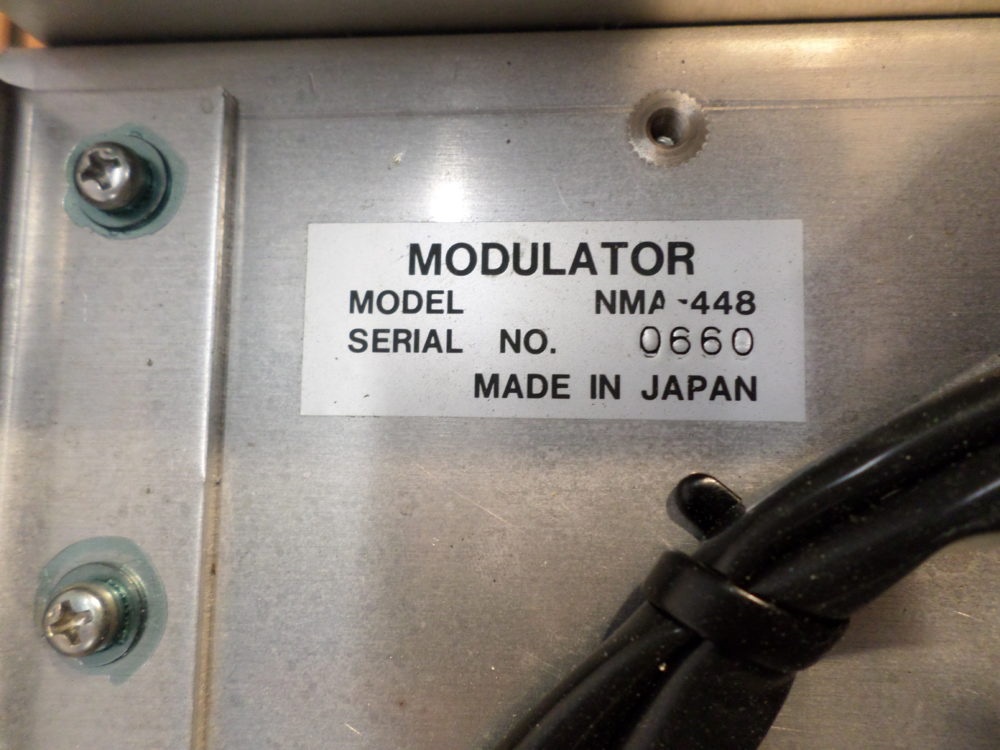 MODULATOR
MODEL NMA-448
SERIAL NO. 0660
MADE IN JAPAN